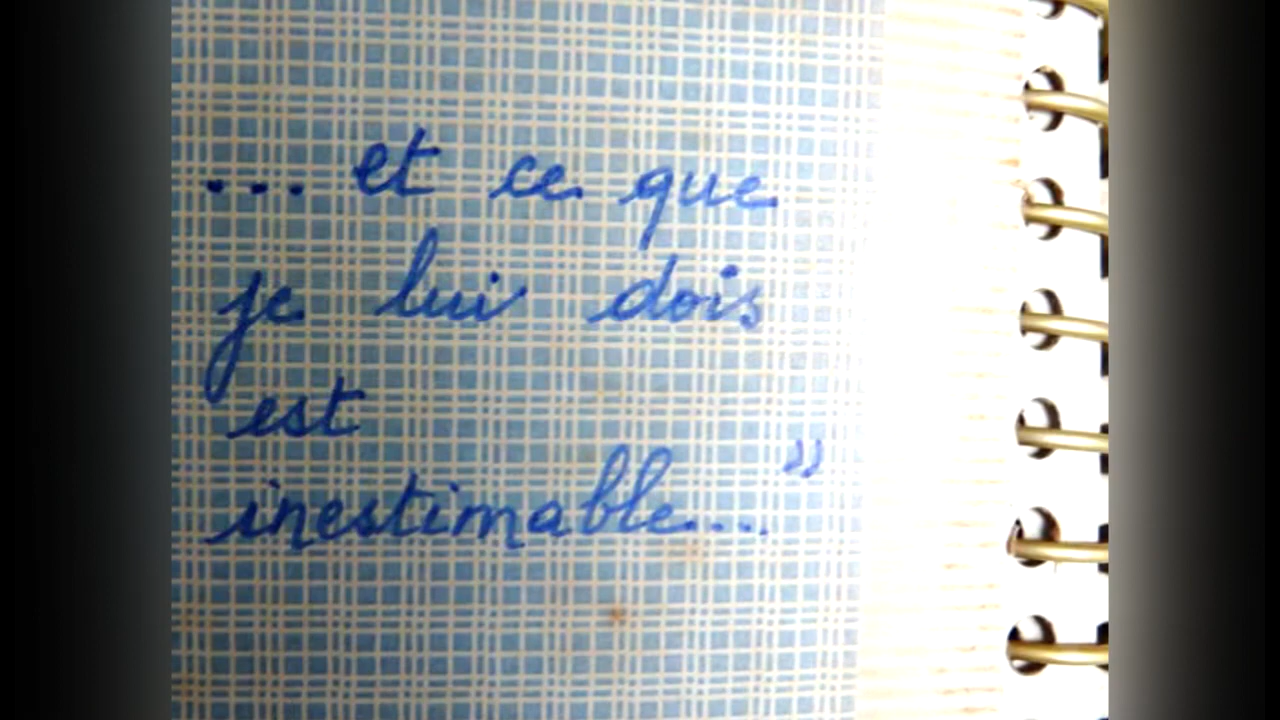 ... et ce que
je lui dois
est
inestimable..."